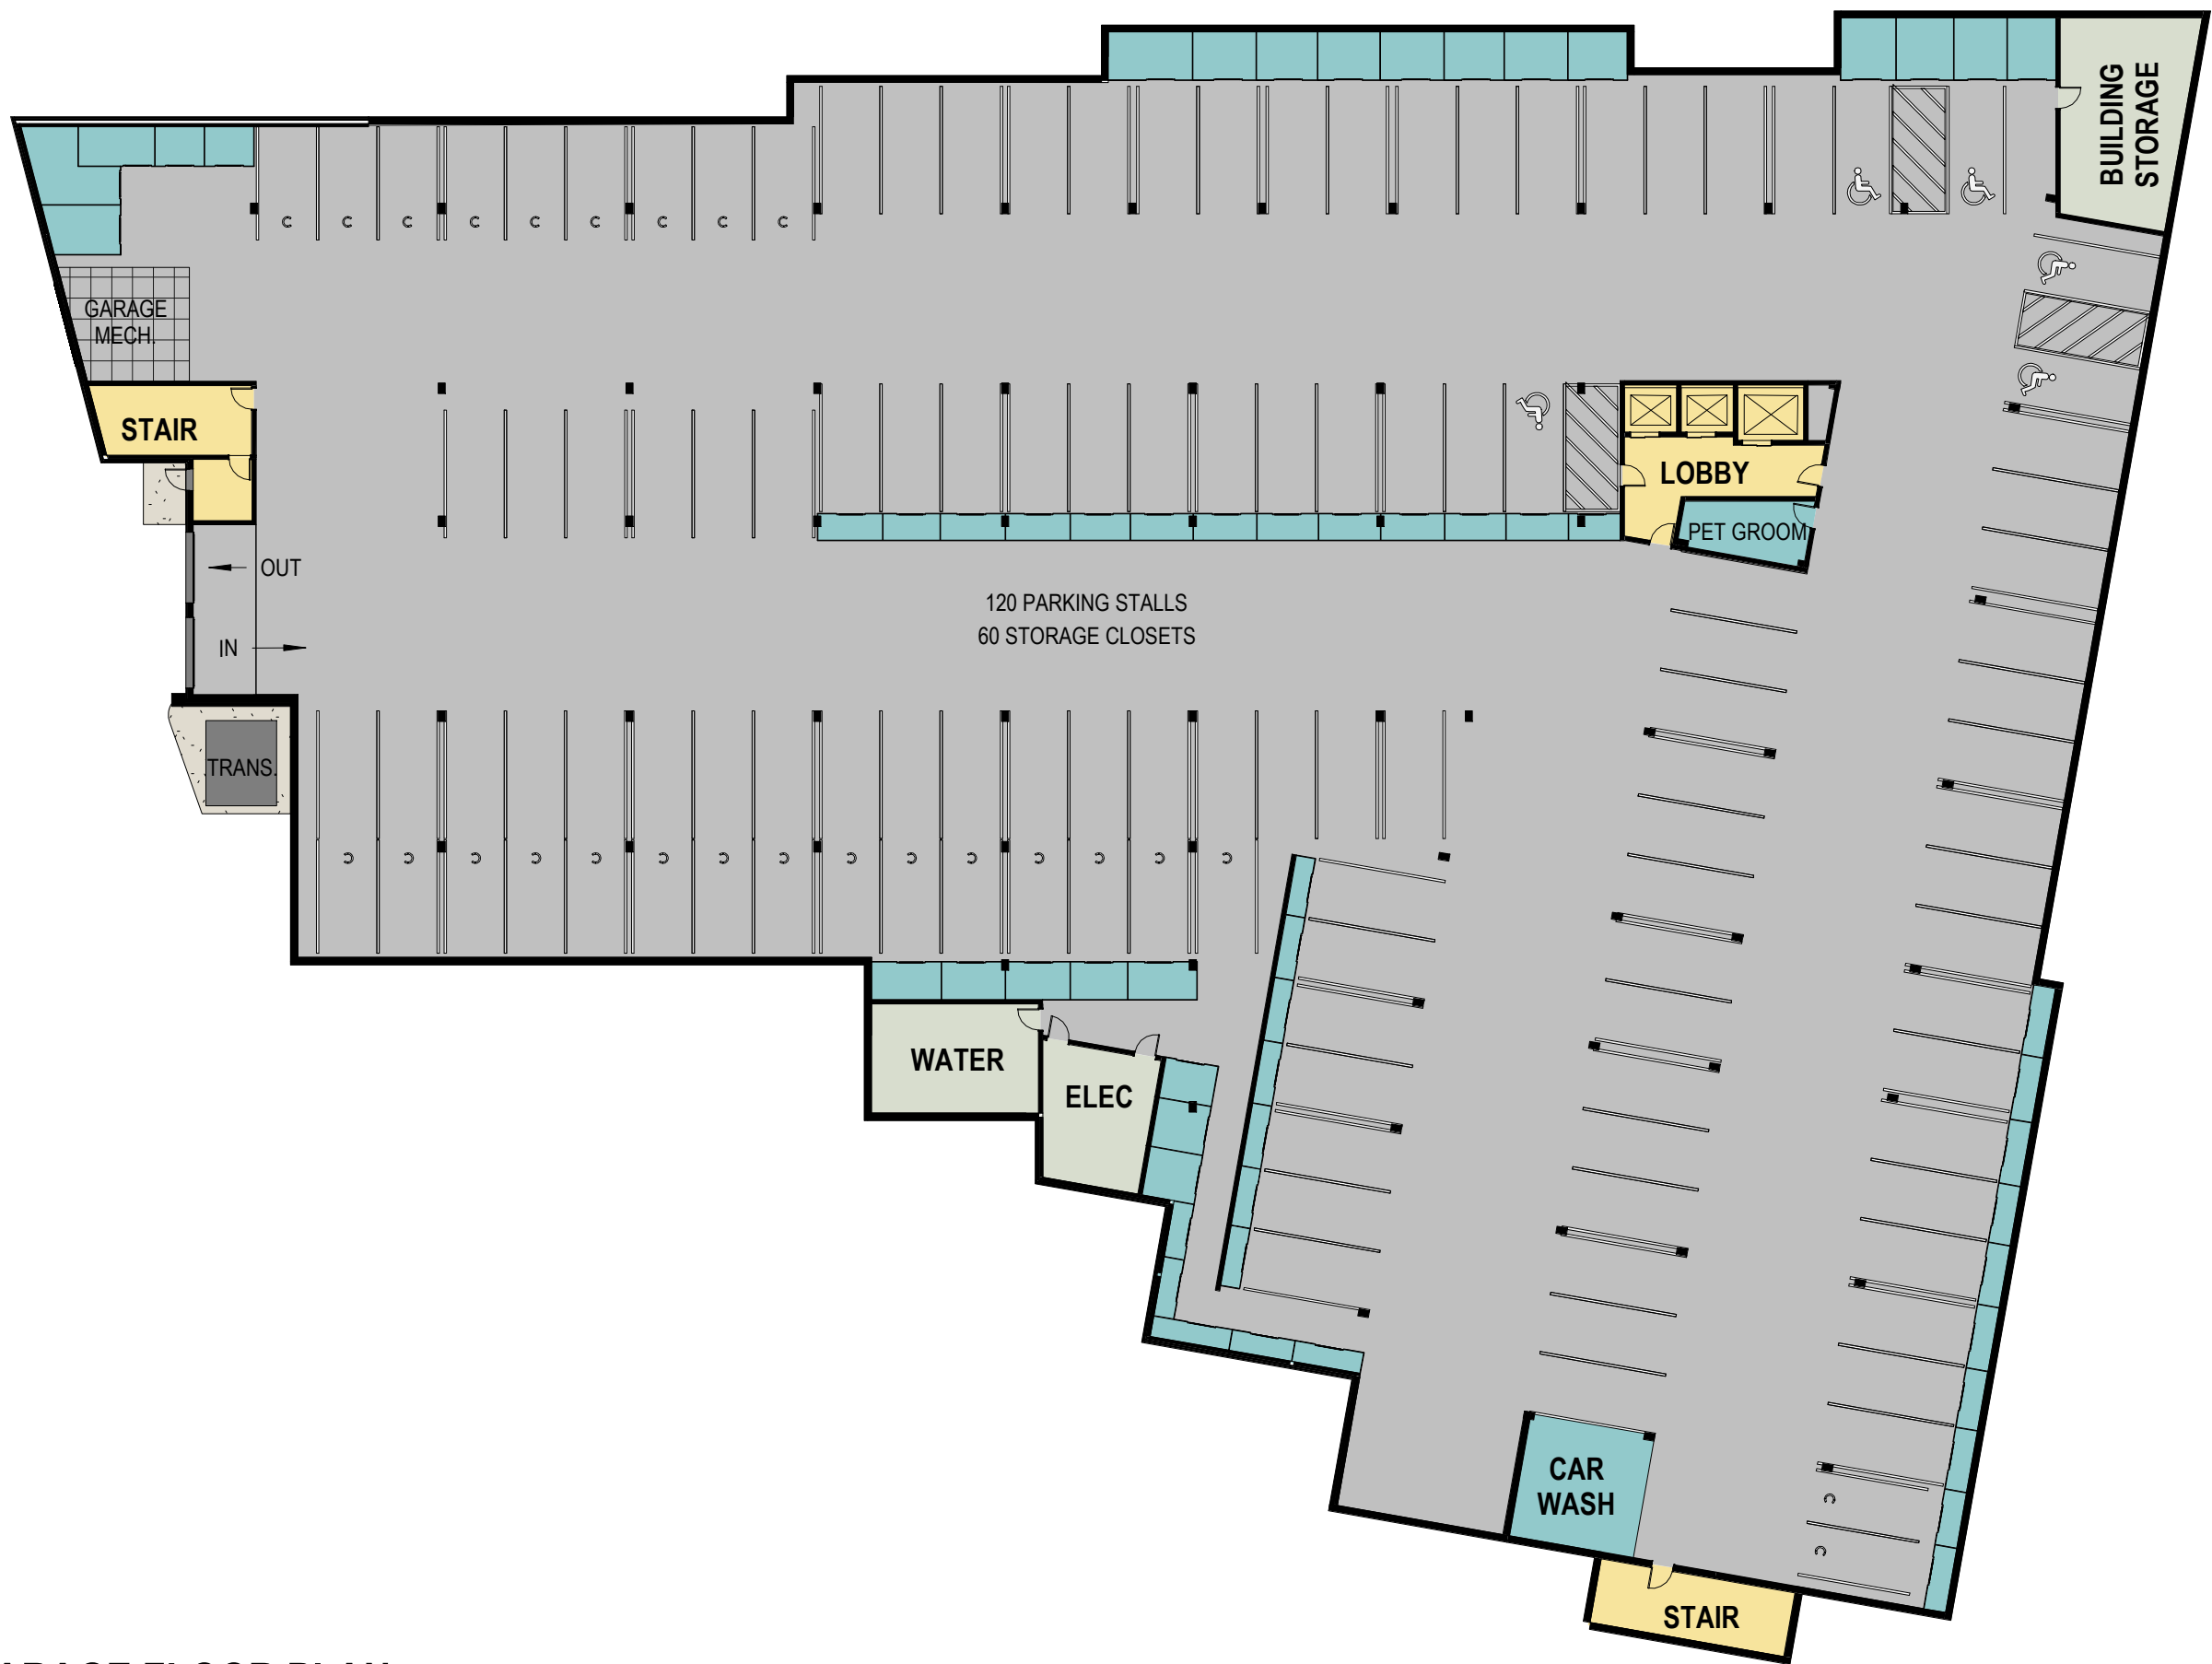 BUILDING
STORAGE
GARAGE
MECH.
STAIR
LOBBY
PET GROOM
OUT
IN
120 PARKING STALLS
60 STORAGE CLOSETS
TRANS.
C C C C C C C C C
C C C C C C C C C C C C C C C
WATER
ELEC
CAR
WASH
C
C
STAIR